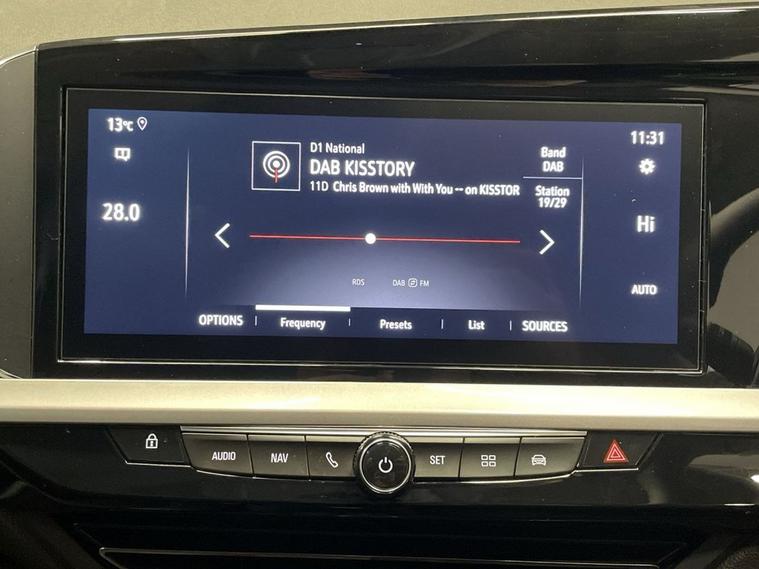 13°C
11:31
D1 National
DAB KISSTORY
11D Chris Brown with With You -- on KISSTOR
Band
DAB
Station
19/29
28.0
Hi
AUTO
RDS DAB FM
OPTIONS Frequency Presets List SOURCES
AUDIO NAV SET